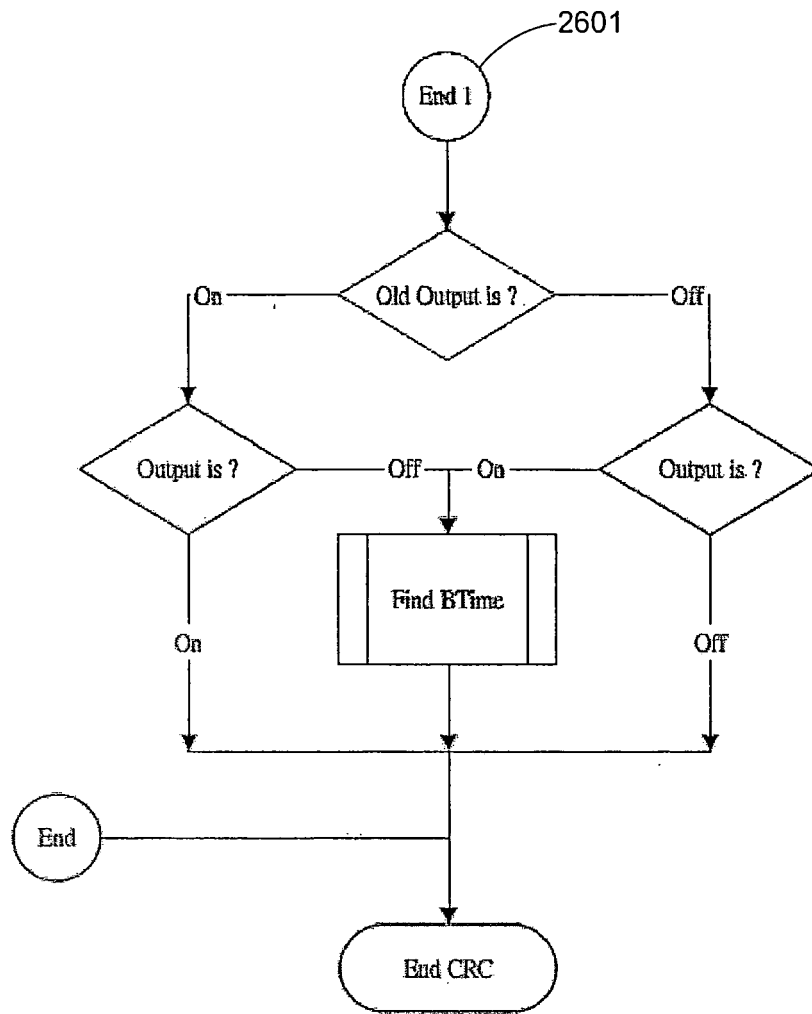 2601
End 1
Old Output is ?
On
Off
Output is ?
Off
On
Output is ?
Find BTime
On
Off
End
End CRC